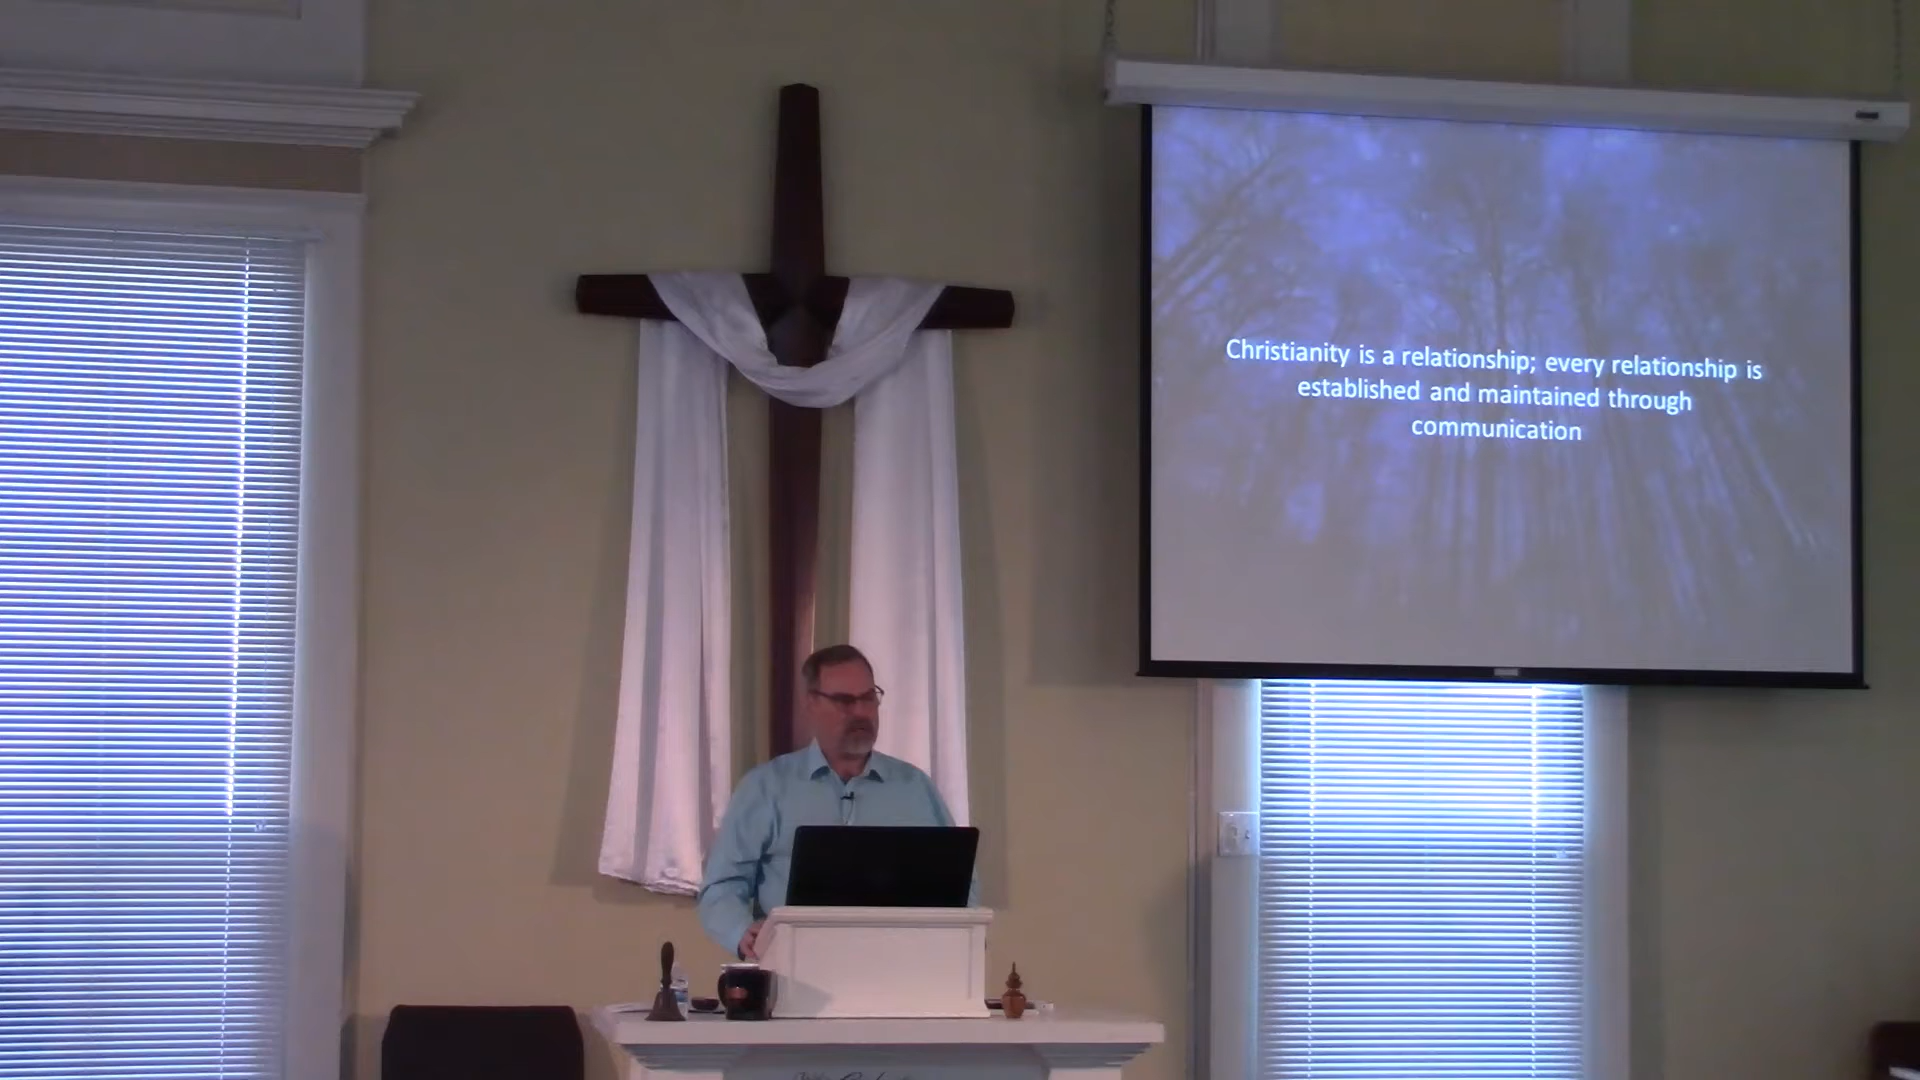 Christianity is a relationship; every relationship is
established and maintained through
communication